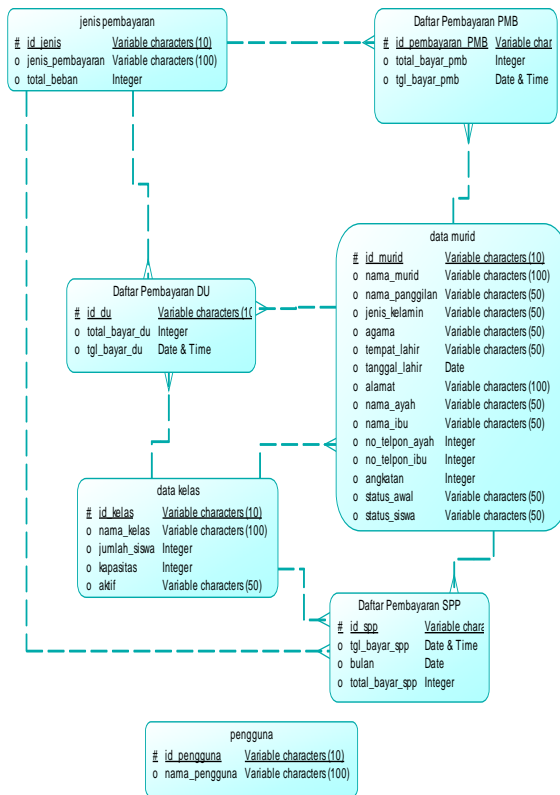 jenis pembayaran
# id_jenis Variable characters (10)
o jenis_pembayaran Variable characters (100)
o total_beban Integer
Daftar Pembayaran PMB
# id_pembayaran_PMB Variable char
o total_bayar_pmb Integer
o tgl_bayar_pmb Date & Time
data murid
# id_murid Variable characters (10)
o nama_murid Variable characters (100)
o nama_panggilan Variable characters (50)
o jenis_kelamin Variable characters (50)
o agama Variable characters (50)
o tempat_lahir Variable characters (50)
o tanggal_lahir Date
o alamat Variable characters (100)
o nama_ayah Variable characters (50)
o nama_ibu Variable characters (50)
o no_telpon_ayah Integer
o no_telpon_ibu Integer
o angkatan Integer
o status_awal Variable characters (50)
o status_siswa Variable characters (50)
Daftar Pembayaran DU
# id_du Variable characters (1(
o total_bayar_du Integer
o tgl_bayar_du Date & Time
data kelas
# id_kelas Variable characters (10)
o nama_kelas Variable characters (100)
o jumlah_siswa Integer
o kapasitas Integer
o aktif Variable characters (50)
Daftar Pembayaran SPP
# id_spp Variable chara
o tgl_bayar_spp Date & Time
o bulan Date
o total_bayar_spp Integer
pengguna
# id_pengguna Variable characters (10)
o nama_pengguna Variable characters (100)